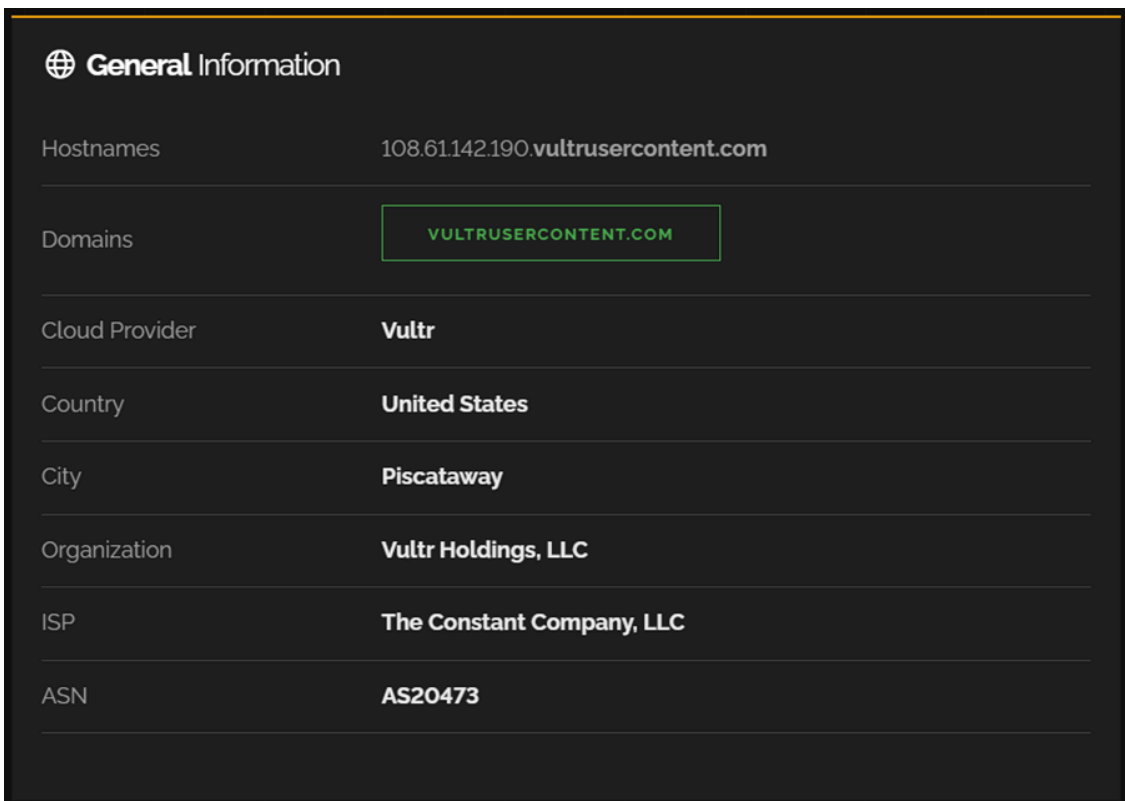 General Information
Hostnames 108.61.142.190.vultrusercontent.com
Domains VULTRUSERCONTENT.COM
Cloud Provider Vultr
Country United States
City Piscataway
Organization Vultr Holdings, LLC
ISP The Constant Company, LLC
ASN AS20473